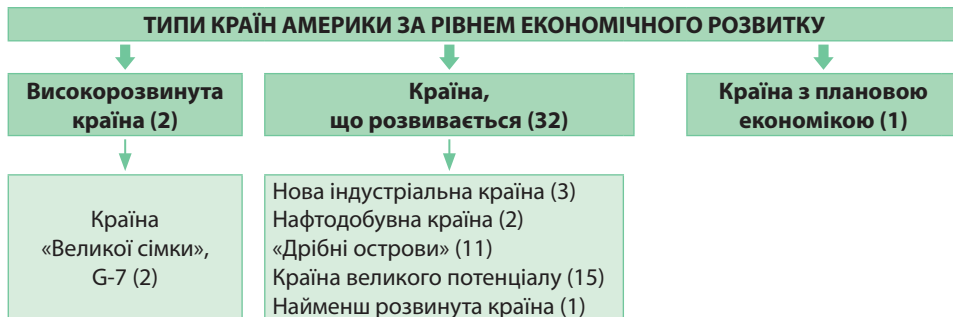 ТИПИ КРАЇН АМЕРИКИ ЗА РІВНЕМ ЕКОНОМІЧНОГО РОЗВИТКУ
Високорозвинута
країна (2)
Країна,
що розвивається (32)
Країна з плановою
економікою (1)
Країна
«Великої сімки»,
G-7 (2)
Нова індустріальна країна (3)
Нафтодобувна країна (2)
«Дрібні острови» (11)
Країна великого потенціалу (15)
Найменш розвинута країна (1)